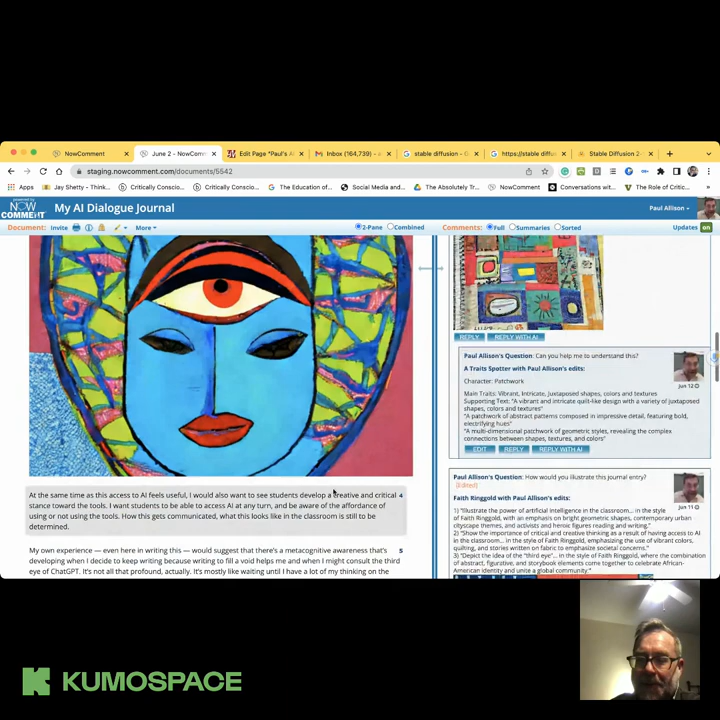 NowComment
June 2 - NowComm
Edit Page "Paul's A
Inbox (164,739) - a
stable diffusion - G
https://stable diffus
Stable Diffusion 2-
staging.nowcomment.com/documents/5542
Apps
Jay Shetty - Think...
Critically Conscio...
Critically Conscio...
The Education of...
Social Media and...
The Absolutely Tr...
NowComment
Conversations wit...
The Role of Critic...
powered by
NOW
COMMENT
My AI Dialogue Journal
Paul Allison
Document: Invite
More
2-Pane
Combined
Comments:
Full
Summaries
Sorted
Updates
on
REPLY
REPLY WITH AI
Paul Allison's Question: Can you help me to understand this?
A Traits Spotter with Paul Allison's edits:
Jun 12
Character: Patchwork
Main Traits: Vibrant, Intricate, juxtaposed shapes, colors and textures
Supporting Text: "A vibrant and intricate quilt-like design with a variety of juxtaposed
shapes, colors and textures"
"A patchwork of abstract patterns composed in impressive detail, featuring bold,
electrifying hues"
"A multi-dimensional patchwork of geometric styles, revealing the complex
connections between shapes, textures, and colors"
EDIT
REPLY
REPLY WITH AI
At the same time as this access to AI feels useful, I would also want to see students develop a creative and critical 4
stance toward the tools. I want students to be able to access AI at any turn, and be aware of the affordance of
using or not using the tools. How this gets communicated, what this looks like in the classroom is still to be
determined.
My own experience — even here in writing this — would suggest that there's a metacognitive awareness that's 5
developing when I decide to keep writing because writing to fill a void helps me and when I might consult the third
eye of ChatGPT. It's not all that profound, actually. It's mostly like waiting until I have a lot of my thinking on the
Paul Allison's Question: How would you illustrate this journal entry?
[Edited]
Jun 11
Faith Ringgold with Paul Allison's edits:
1) "Illustrate the power of artificial intelligence in the classroom... in the style
of Faith Ringgold, with an emphasis on bright geometric shapes, contemporary urban
cityscape themes, and activists and heroic figures reading and writing."
2) "Show the importance of critical and creative thinking as a result of having access to AI
in the classroom... in the style of Faith Ringgold, emphasizing the use of vibrant colors,
quilting, and stories written on fabric to emphasize societal concerns."
3) "Depict the idea of the "third eye"... in the style of Faith Ringgold, where the combination
of abstract, figurative, and storybook elements come together to celebrate African-
American identity and unite a global community."
KUMOSPACE